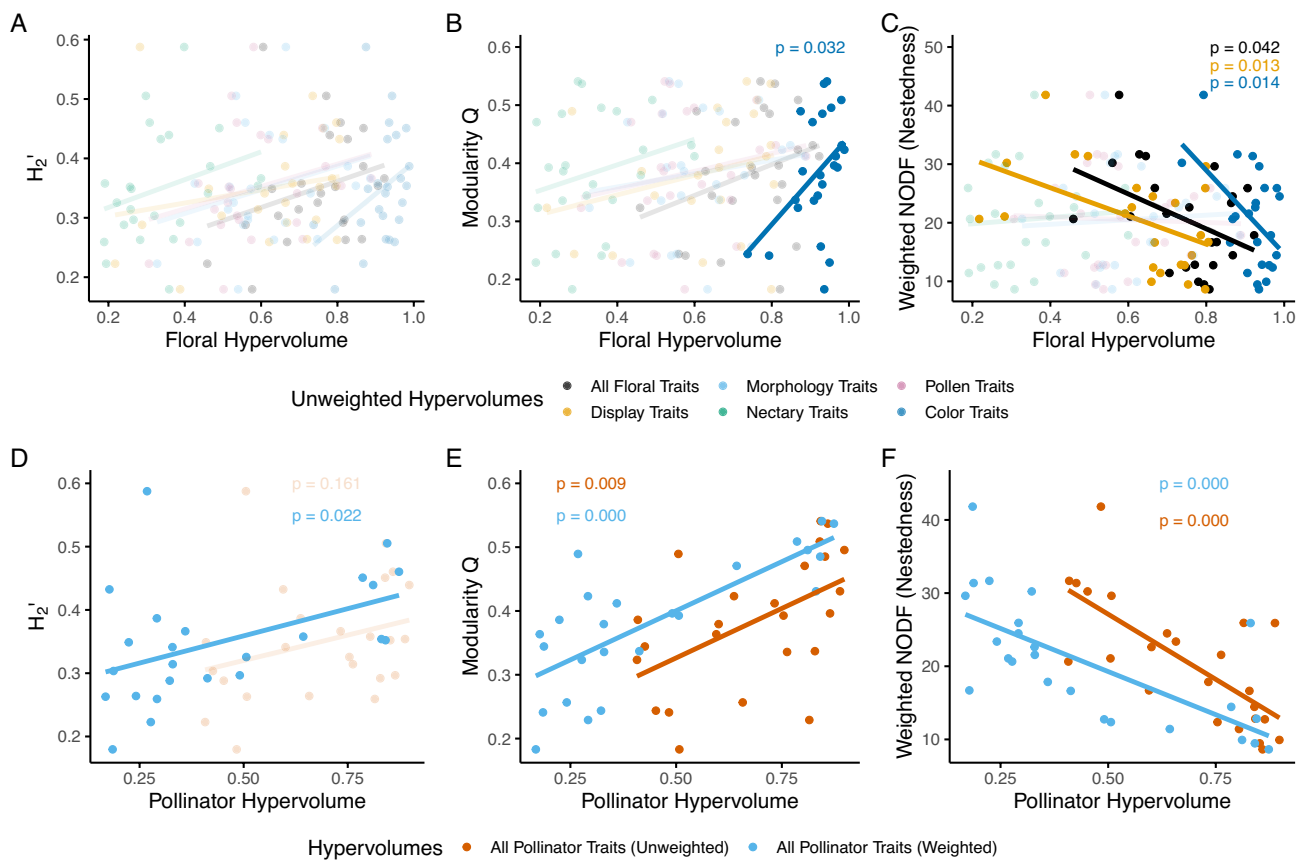 A
H₂'
0.6
0.5
0.4
0.3
0.2
0.2 0.4 0.6 0.8 1.0
Floral Hypervolume
B
Modularity Q
p = 0.032
0.6
0.5
0.4
0.3
0.2
0.2 0.4 0.6 0.8 1.0
Floral Hypervolume
C
Weighted NODF (Nestedness)
p = 0.042
p = 0.013
p = 0.014
50
40
30
20
10
0.2 0.4 0.6 0.8 1.0
Floral Hypervolume
Unweighted Hypervolumes
All Floral Traits Morphology Traits Pollen Traits
Display Traits Nectary Traits Color Traits
D
H₂'
p = 0.161
p = 0.022
0.6
0.5
0.4
0.3
0.2
0.25 0.50 0.75
Pollinator Hypervolume
E
Modularity Q
p = 0.009
p = 0.000
0.6
0.5
0.4
0.3
0.2
0.25 0.50 0.75
Pollinator Hypervolume
F
Weighted NODF (Nestedness)
p = 0.000
p = 0.000
40
30
20
10
0.25 0.50 0.75
Pollinator Hypervolume
Hypervolumes All Pollinator Traits (Unweighted) All Pollinator Traits (Weighted)